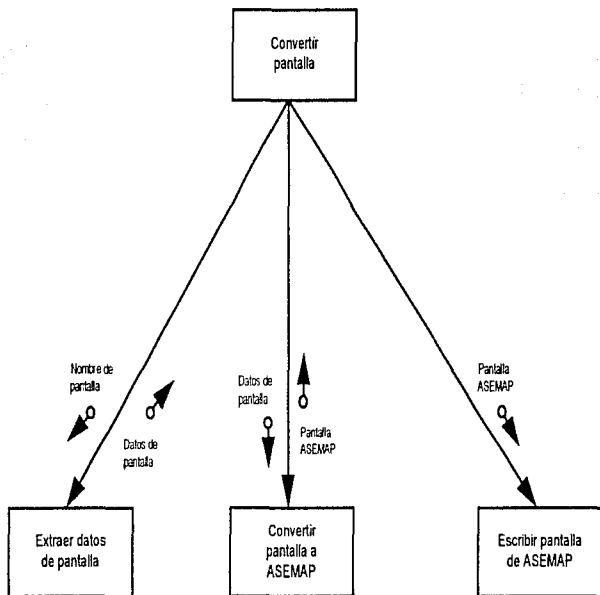 Convertir
pantalla
Nombre de
pantalla
Datos de
pantalla
Datos de
pantalla
Pantalla
ASEMAP
Pantalla
ASEMAP
Extraer datos
de pantalla
Convertir
pantalla a
ASEMAP
Escribir pantalla
de ASEMAP